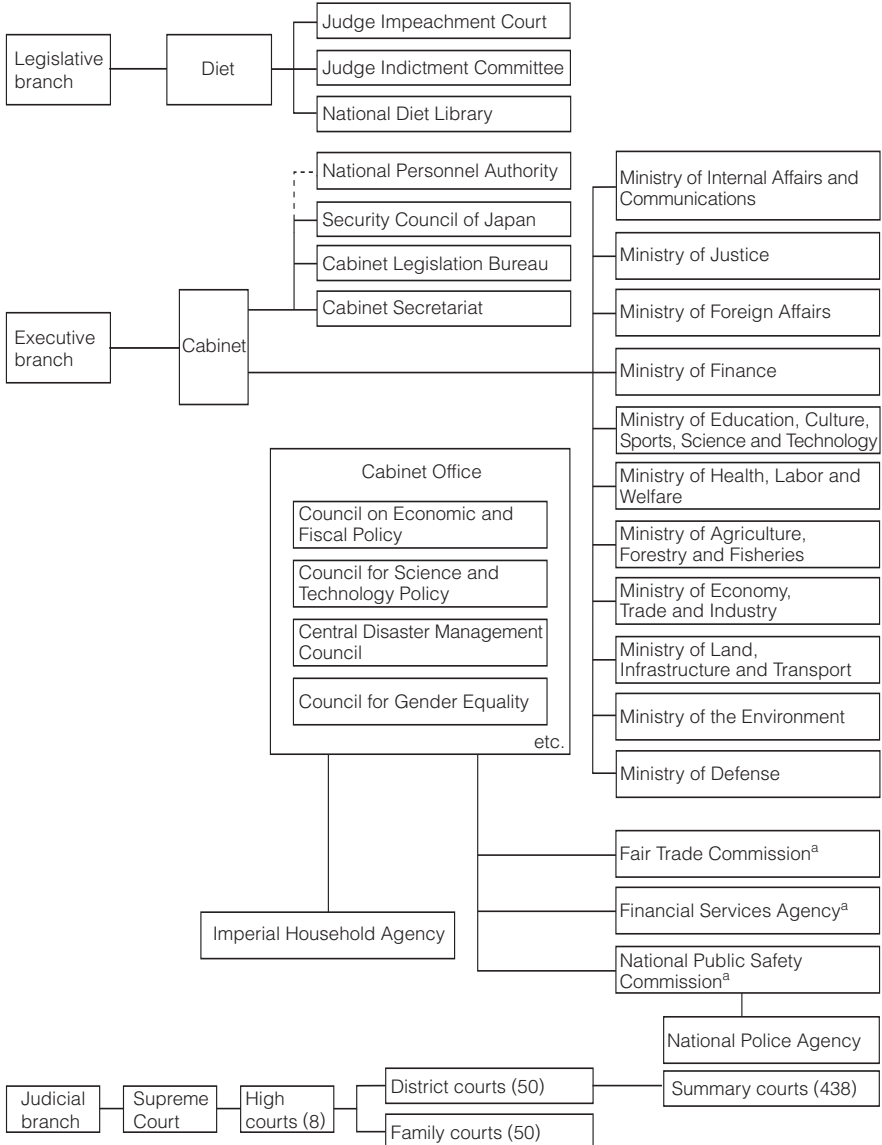 Legislative
branch
Diet
Judge Impeachment Court
Judge Indictment Committee
National Diet Library
Executive
branch
Cabinet
National Personnel Authority
Security Council of Japan
Cabinet Legislation Bureau
Cabinet Secretariat
Ministry of Internal Affairs and
Communications
Ministry of Justice
Ministry of Foreign Affairs
Ministry of Finance
Ministry of Education, Culture,
Sports, Science and Technology
Ministry of Health, Labor and
Welfare
Ministry of Agriculture,
Forestry and Fisheries
Ministry of Economy,
Trade and Industry
Ministry of Land,
Infrastructure and Transport
Ministry of the Environment
Ministry of Defense
Cabinet Office
Council on Economic and
Fiscal Policy
Council for Science and
Technology Policy
Central Disaster Management
Council
Council for Gender Equality
etc.
Imperial Household Agency
Fair Trade Commissionᵃ
Financial Services Agencyᵃ
National Public Safety
Commissionᵃ
National Police Agency
Judicial
branch
Supreme
Court
High
courts (8)
District courts (50)
Summary courts (438)
Family courts (50)